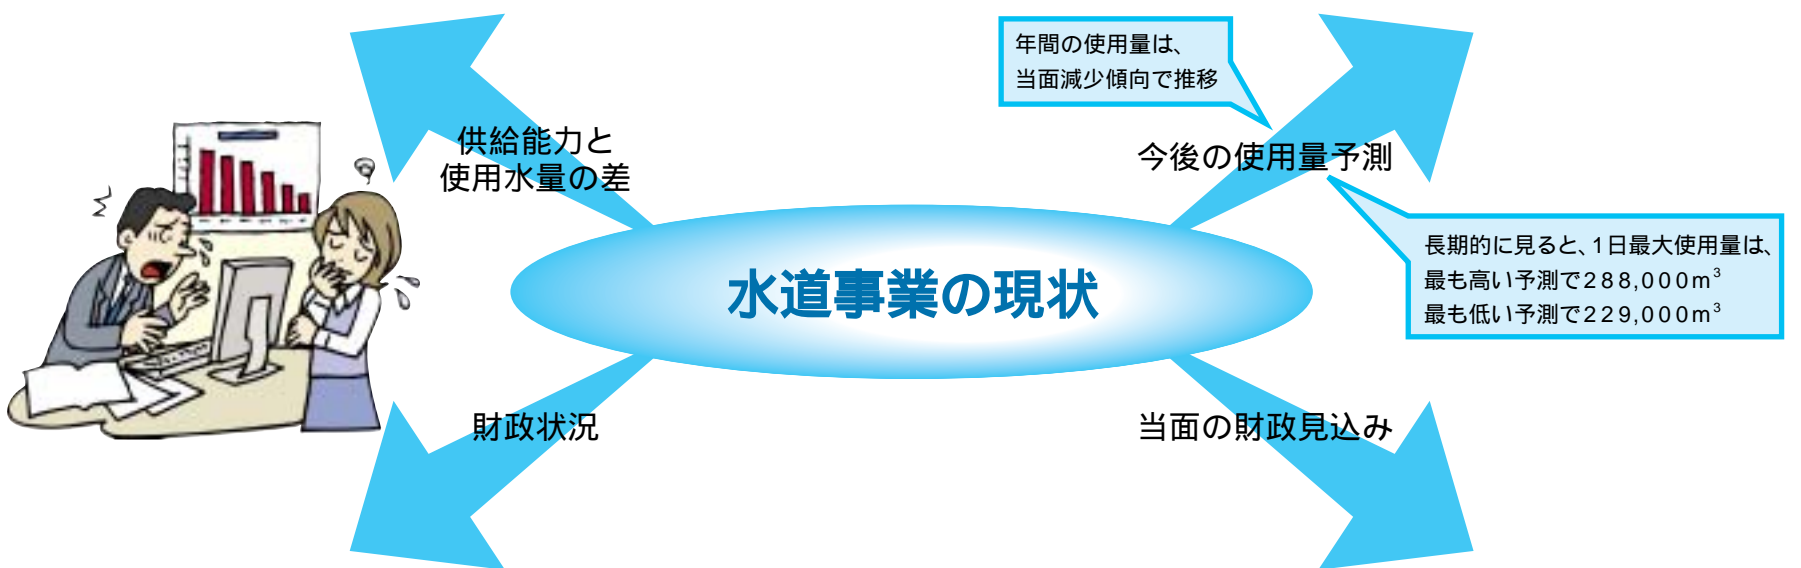 年間の使用量は、
当面減少傾向で推移
供給能力と
使用水量の差
今後の使用量予測
長期的に見ると、1日最大使用量は、
最も高い予測で288,000m³
最も低い予測で229,000m³
水道事業の現状
財政状況
当面の財政見込み